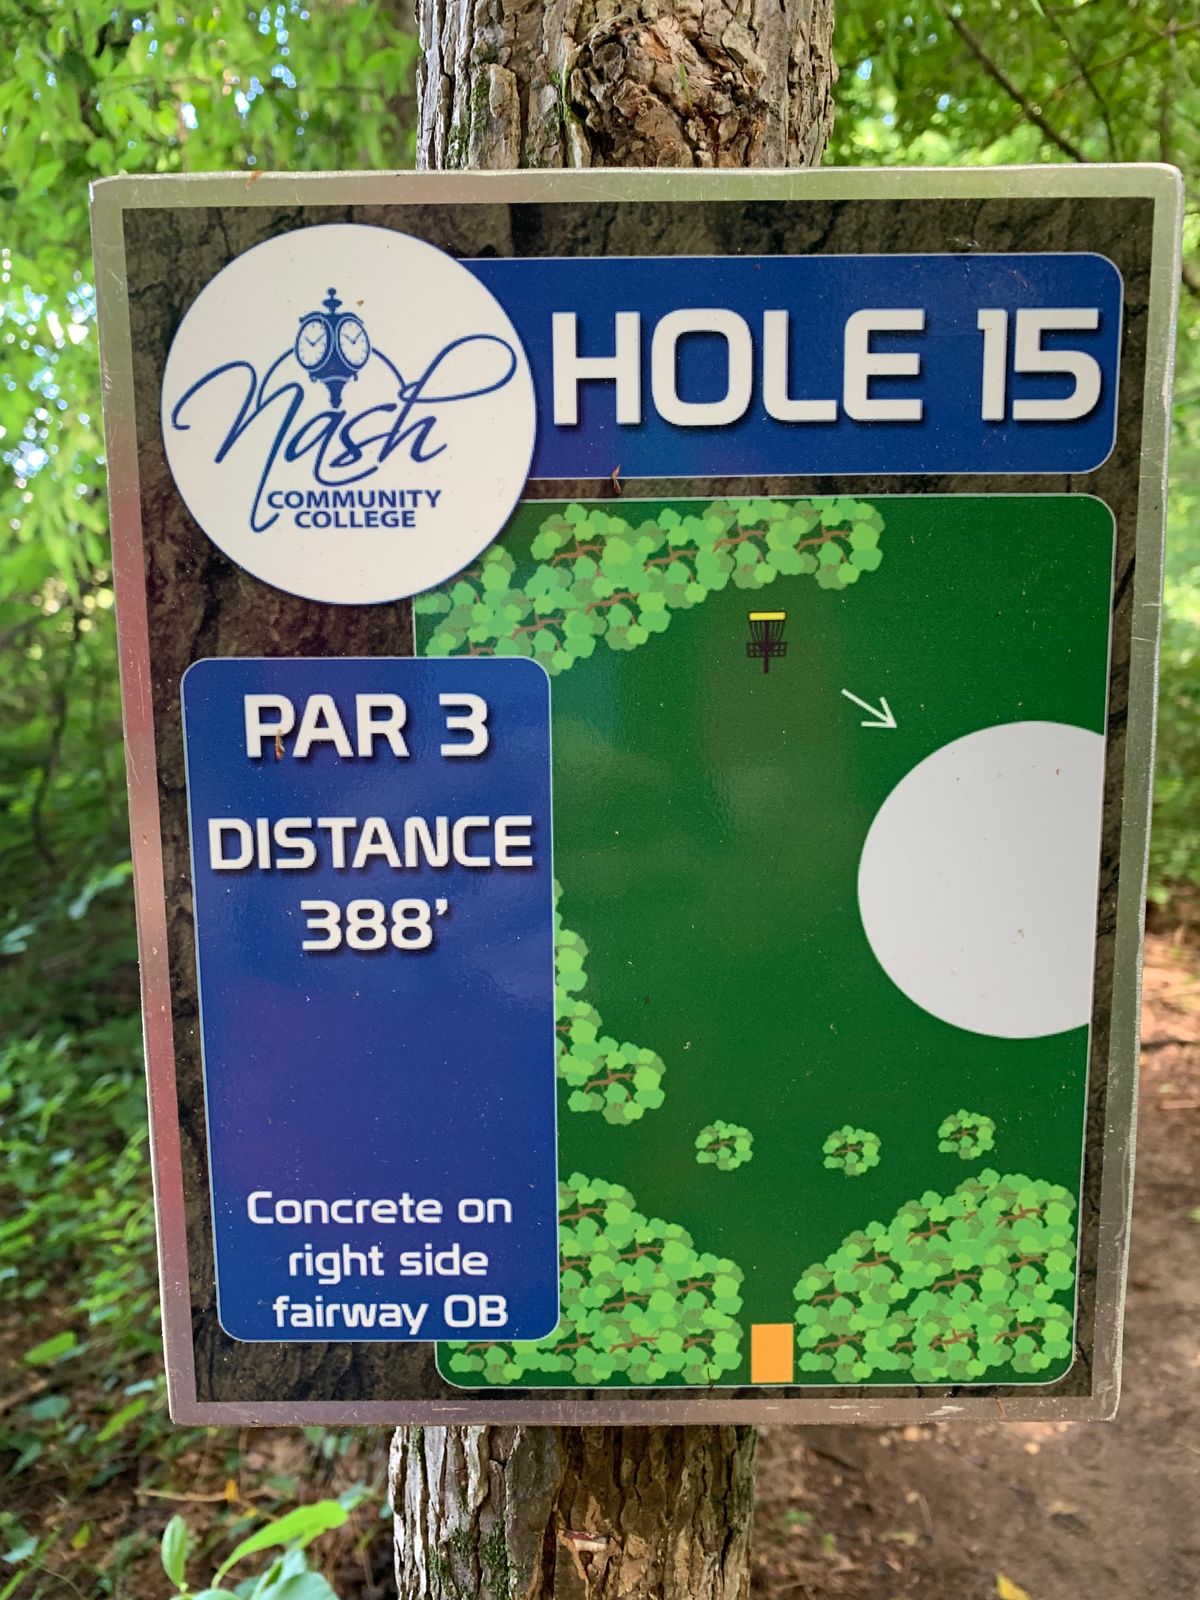 Nash
COMMUNITY
COLLEGE
HOLE 15
PAR 3
DISTANCE
388'
Concrete on
right side
fairway OB